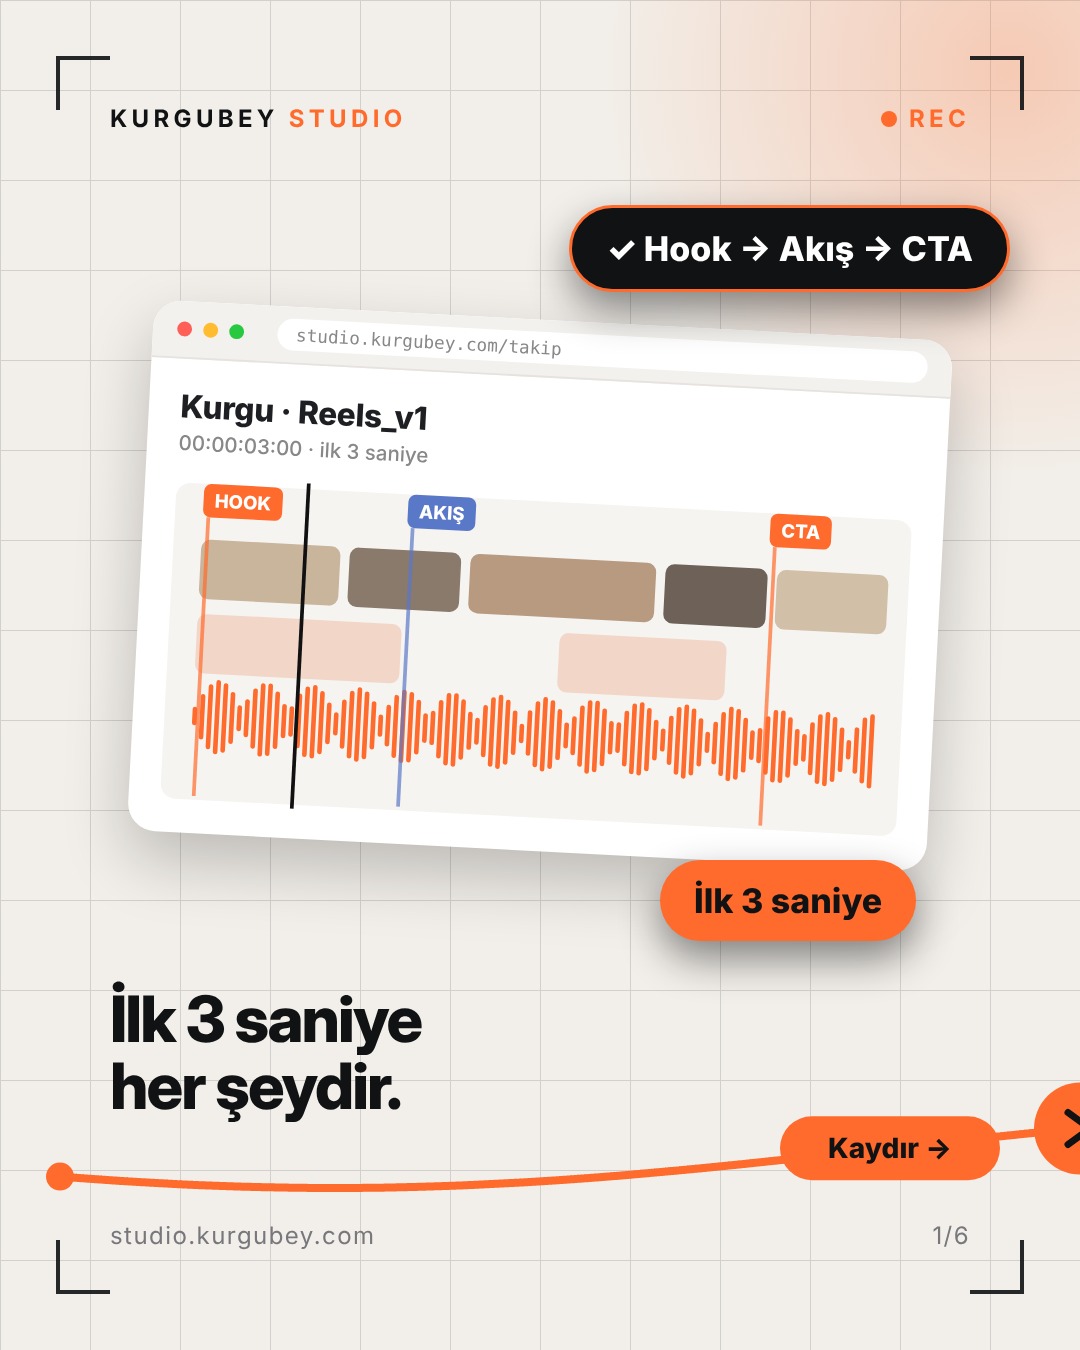 KURGUBEY STUDIO
● REC
✓ Hook → Akış → CTA
studio.kurgubey.com/takip
Kurgu · Reels_v1
00:00:03:00 · ilk 3 saniye
HOOK
AKIŞ
CTA
İlk 3 saniye
İlk 3 saniye
her şeydir.
Kaydır →
studio.kurgubey.com
1/6